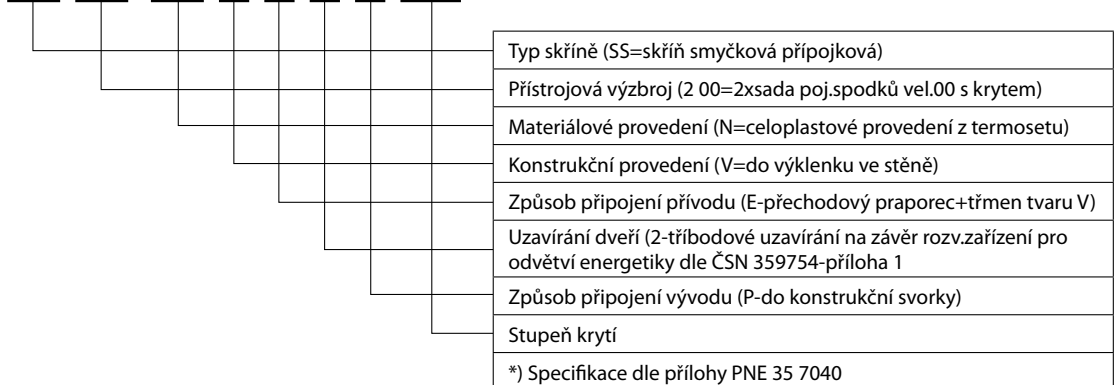 Typ skříně (SS=skříň smyčková přípojková)
Přístrojová výzbroj (2 00=2xsada poj.spodků vel.00 s krytem)
Materiálové provedení (N=celoplastové provedení z termosetu)
Konstrukční provedení (V=do výklenku ve stěně)
Způsob připojení přívodu (E-přechodový praporec+třmen tvaru V)
Uzavírání dveří (2-tříbodové uzavírání na závěr rozv.zařízení pro
odvětví energetiky dle ČSN 359754-příloha 1
Způsob připojení vývodu (P-do konstrukční svorky)
Stupeň krytí
*) Specifikace dle přílohy PNE 35 7040